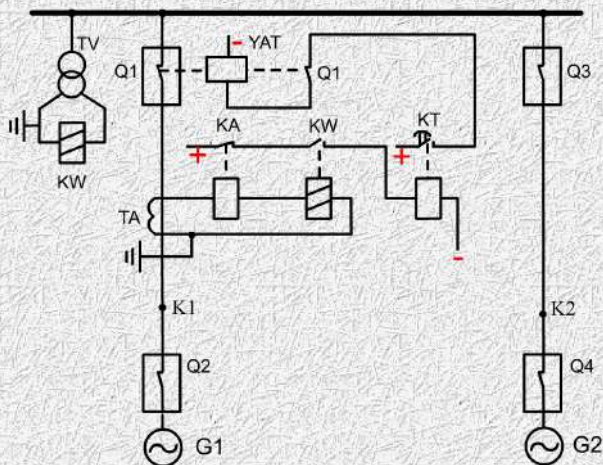 TV
YAT
Q1
Q1
Q3
KA
KW
KT
KW
+
+
TA
-
-
K1
K2
Q2
Q4
G1
G2